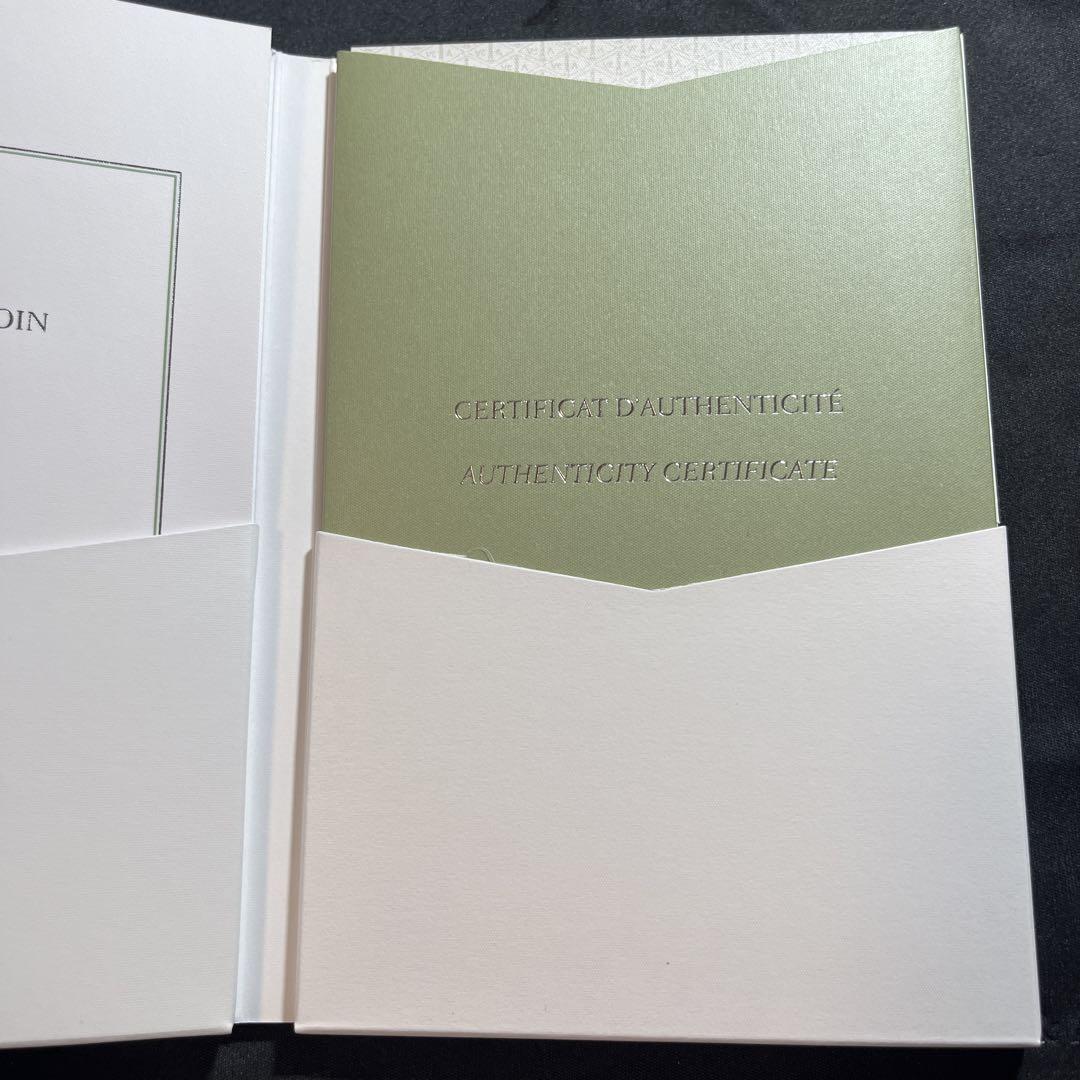 OIN
CERTIFICAT D'AUTHENTICITÉ
AUTHENTICITY CERTIFICATE